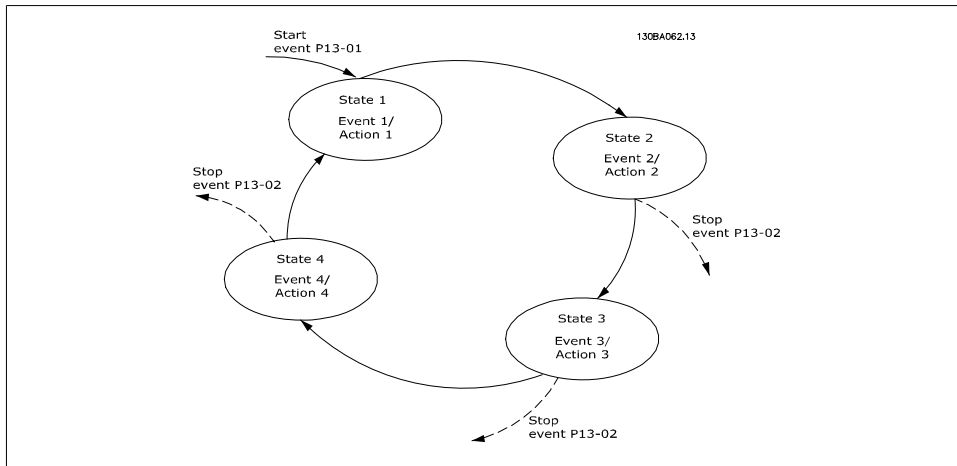 Start
event P13-01
130BA062.13
State 1
Event 1/
Action 1
State 2
Event 2/
Action 2
Stop
event P13-02
Stop
event P13-02
State 4
Event 4/
Action 4
State 3
Event 3/
Action 3
Stop
event P13-02